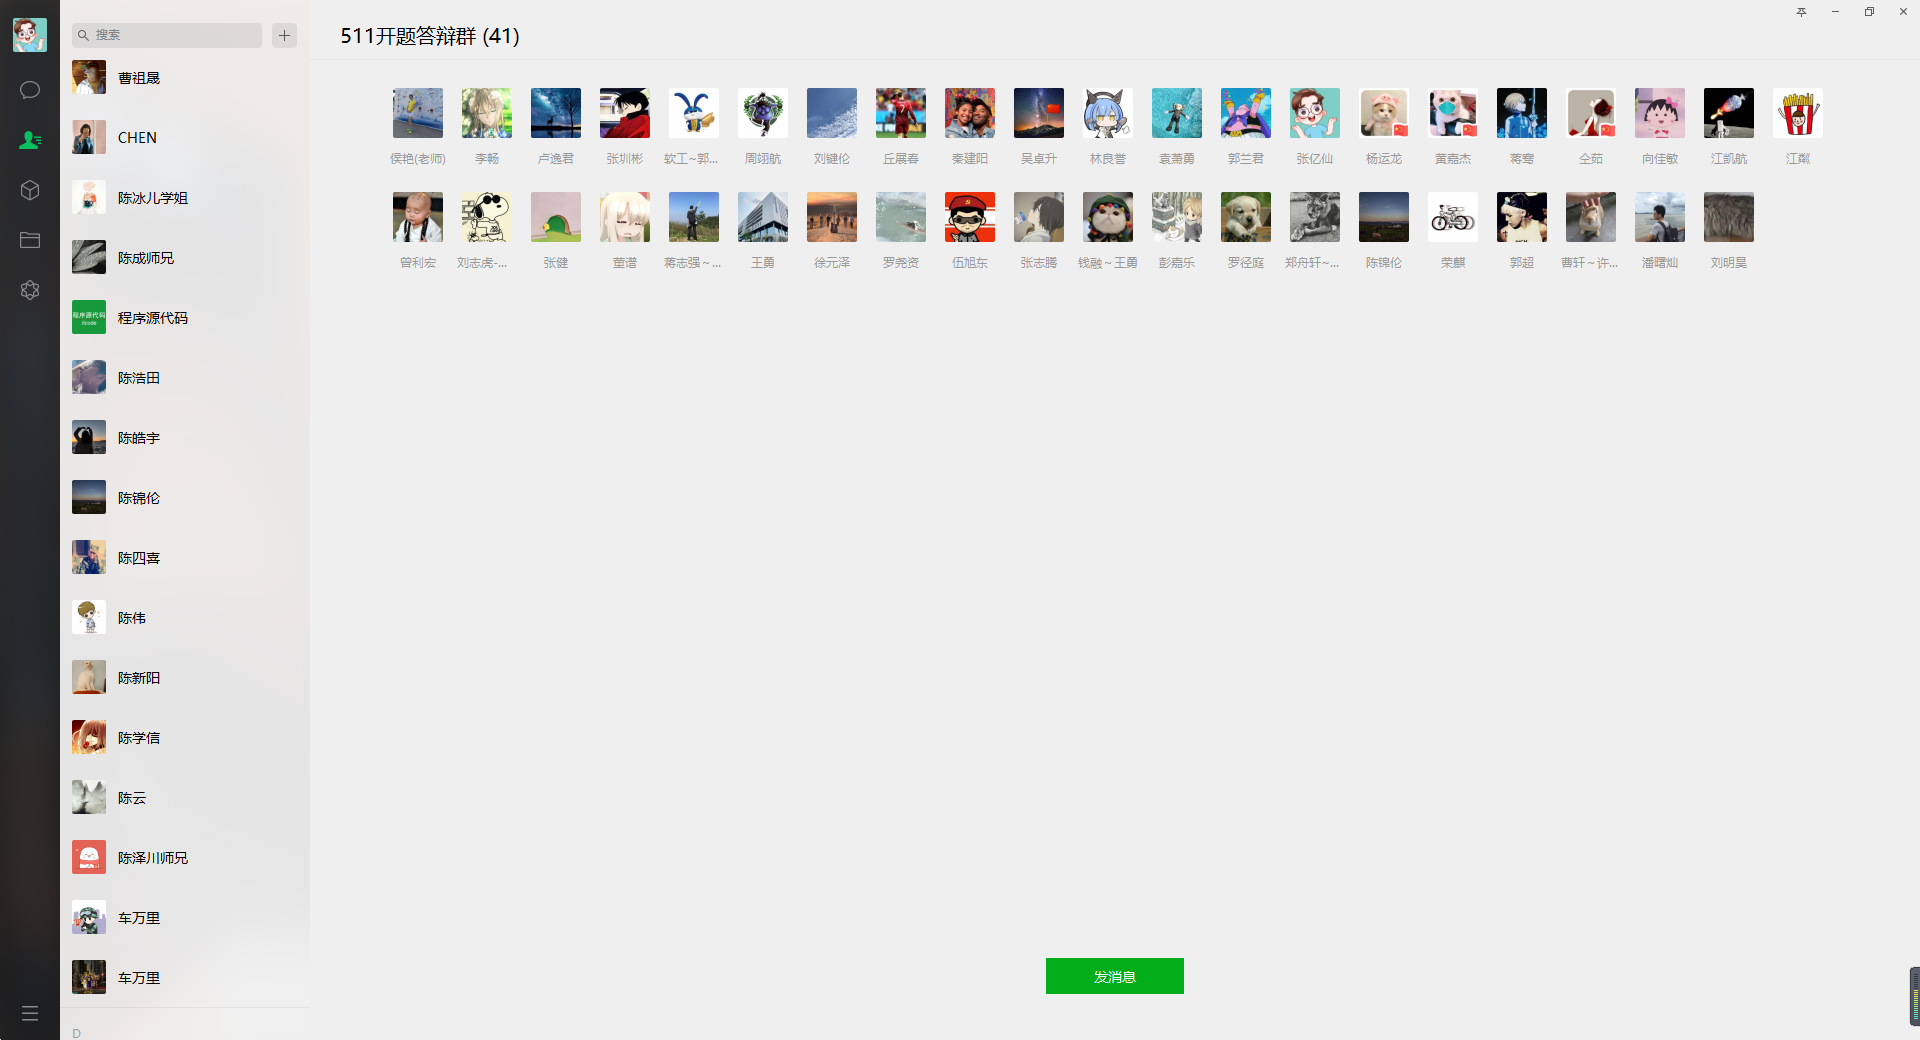 搜索
曹祖晟
CHEN
陈冰儿学姐
陈成师兄
程序源代码
程序源代码
陈浩田
陈皓宇
陈锦伦
陈四喜
陈伟
陈新阳
陈学信
陈云
陈泽川师兄
车万里
车万里
D
511开题答辩群 (41)
侯艳(老师) 李畅 卢逸君 张圳彬 软工~郭... 周翊航 刘键伦 丘展春 秦建阳 吴卓升 林良誉 袁萧勇 郭兰君 张亿仙 杨运龙 黄嘉杰 蒋骞 仝茹 向佳敏 江凯航 江粼
曾利宏 刘志虎-... 张健 董谱 蒋志强～... 王勇 徐元泽 罗尧资 伍旭东 张志腾 钱融～王勇 彭嘉乐 罗径庭 郑舟轩~... 陈锦伦 荣麒 郭超 曹轩～许... 潘曙灿 刘明昊
发消息